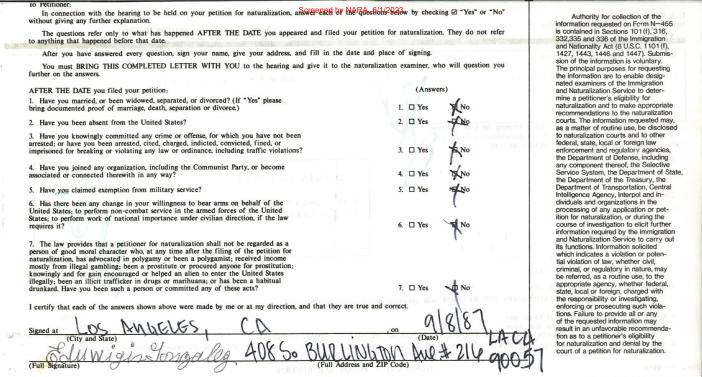 TO PETITIONER:
In connection with the hearing to be held on your petition for naturalization, answer each of the questions below by checking ☑ "Yes" or "No"
Screened by NARA, 6/1/2023
without giving any further explanation.
The questions refer only to what has happened AFTER THE DATE you appeared and filed your petition for naturalization. They do not refer
to anything that happened before that date.
After you have answered every question, sign your name, give your address, and fill in the date and place of signing.
You must BRING THIS COMPLETED LETTER WITH YOU to the hearing and give it to the naturalization examiner, who will question you
further on the answers.
AFTER THE DATE you filed your petition: (Answers)
1. Have you married, or been widowed, separated, or divorced? (If "Yes" please
bring documented proof of marriage, death, separation or divorce.) 1. ☐ Yes ☒ No
2. Have you been absent from the United States? 2. ☐ Yes ☒ No
3. Have you knowingly committed any crime or offense, for which you have not been
arrested; or have you been arrested, cited, charged, indicted, convicted, fined, or
imprisoned for breaking or violating any law or ordinance, including traffic violations? 3. ☐ Yes ☒ No
4. Have you joined any organization, including the Communist Party, or become
associated or connected therewith in any way? 4. ☐ Yes ☒ No
5. Have you claimed exemption from military service? 5. ☐ Yes ☒ No
6. Has there been any change in your willingness to bear arms on behalf of the
United States; to perform non-combat service in the armed forces of the United
States; to perform work of national importance under civilian direction, if the law
requires it? 6. ☐ Yes ☒ No
7. The law provides that a petitioner for naturalization shall not be regarded as a
person of good moral character who, at any time after the filing of the petition for
naturalization, has advocated in polygamy or been a polygamist; received income
mostly from illegal gambling; been a prostitute or procured anyone for prostitution;
knowingly and for gain encouraged or helped an alien to enter the United States
illegally; been an illicit trafficker in drugs or marihuana; or has been a habitual
drunkard. Have you been such a person or committed any of these acts? 7. ☐ Yes ☒ No
I certify that each of the answers shown above were made by me or at my direction, and that they are true and correct.
Signed at LOS ANGELES, CA , on 9/8/87
(City and State) (Date)
Eduwigis Gonzalez 408 So BURLINGTON Ave # 216 LA CA 90057
(Full Signature) (Full Address and ZIP Code)
Authority for collection of the
information requested on Form N-455
is contained in Sections 101(f), 316,
332, 335 and 336 of the Immigration
and Nationality Act (8 U.S.C. 1101 (f),
1427, 1443, 1446 and 1447). Submis-
sion of the information is voluntary.
The principal purposes for requesting
the information are to enable desig-
nated examiners of the Immigration
and Naturalization Service to deter-
mine a petitioner's eligibility for
naturalization and to make appropriate
recommendations to the naturalization
courts. The information requested may,
as a matter of routine use, be disclosed
to naturalization courts and to other
federal, state, local or foreign law
enforcement and regulatory agencies,
the Department of Defense, including
any component thereof, the Selective
Service System, the Department of State,
the Department of the Treasury, the
Department of Transportation, Central
Intelligence Agency, Interpol and in-
dividuals and organizations in the
processing of any application or pet-
ition for naturalization, or during the
course of investigation to elicit further
information required by the Immigration
and Naturalization Service to carry out
its functions. Information solicited
which indicates a violation or poten-
tial violation of law, whether civil,
criminal, or regulatory in nature, may
be referred, as a routine use, to the
appropriate agency, whether federal,
state, local or foreign, charged with
the responsibility or investigating,
enforcing or prosecuting such viola-
tions. Failure to provide all or any
of the requested information may
result in an unfavorable recommenda-
tion as to a petitioner's eligibility
for naturalization and denial by the
court of a petition for naturalization.